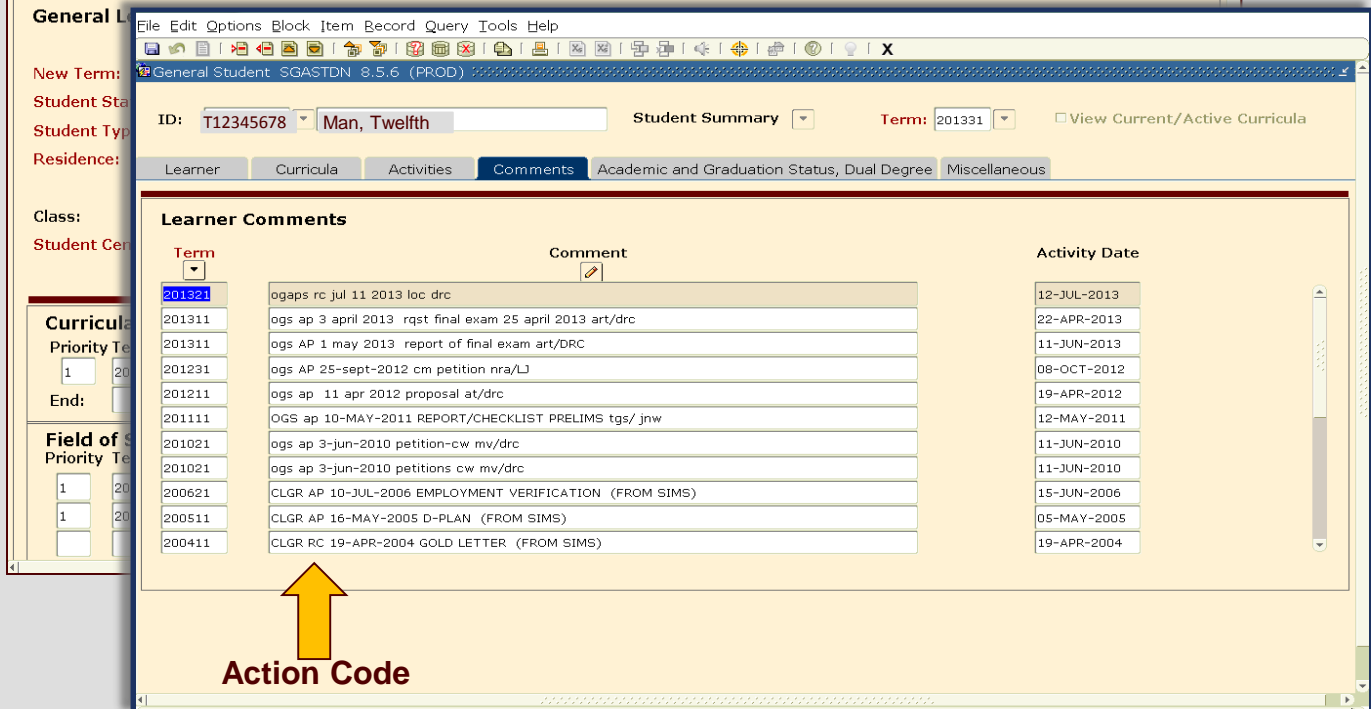 General L
New Term:
Student Sta
Student Typ
Residence:
Class:
Student Cen
Curricula
Priority Te
1 20
End:
Field of S
Priority Te
1 20
1 20
File Edit Options Block Item Record Query Tools Help
X
General Student SGASTDN 8.5.6 (PROD)
ID: T12345678 Man, Twelfth Student Summary Term: 201331 View Current/Active Curricula
Learner Curricula Activities Comments Academic and Graduation Status, Dual Degree Miscellaneous
Learner Comments
Term Comment Activity Date
201321 ogaps rc jul 11 2013 loc drc 12-JUL-2013
201311 ogs ap 3 april 2013 rqst final exam 25 april 2013 art/drc 22-APR-2013
201311 ogs AP 1 may 2013 report of final exam art/DRC 11-JUN-2013
201231 ogs AP 25-sept-2012 cm petition nra/LJ 08-OCT-2012
201211 ogs ap 11 apr 2012 proposal at/drc 19-APR-2012
201111 OGS ap 10-MAY-2011 REPORT/CHECKLIST PRELIMS tgs/ jnw 12-MAY-2011
201021 ogs ap 3-jun-2010 petition-cw mv/drc 11-JUN-2010
201021 ogs ap 3-jun-2010 petitions cw mv/drc 11-JUN-2010
200621 CLGR AP 10-JUL-2006 EMPLOYMENT VERIFICATION (FROM SIMS) 15-JUN-2006
200511 CLGR AP 16-MAY-2005 D-PLAN (FROM SIMS) 05-MAY-2005
200411 CLGR RC 19-APR-2004 GOLD LETTER (FROM SIMS) 19-APR-2004
Action Code